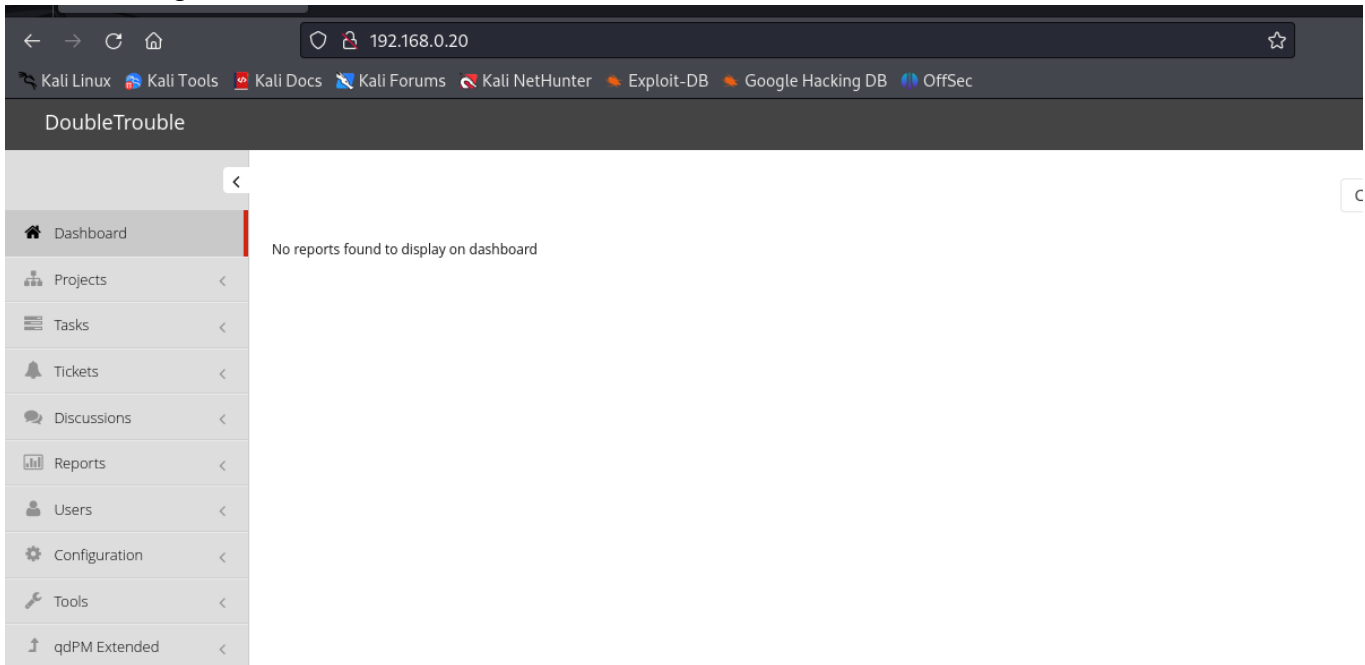 192.168.0.20
Kali Linux Kali Tools Kali Docs Kali Forums Kali NetHunter Exploit-DB Google Hacking DB OffSec
DoubleTrouble
Dashboard
No reports found to display on dashboard
Projects
Tasks
Tickets
Discussions
Reports
Users
Configuration
Tools
qdPM Extended